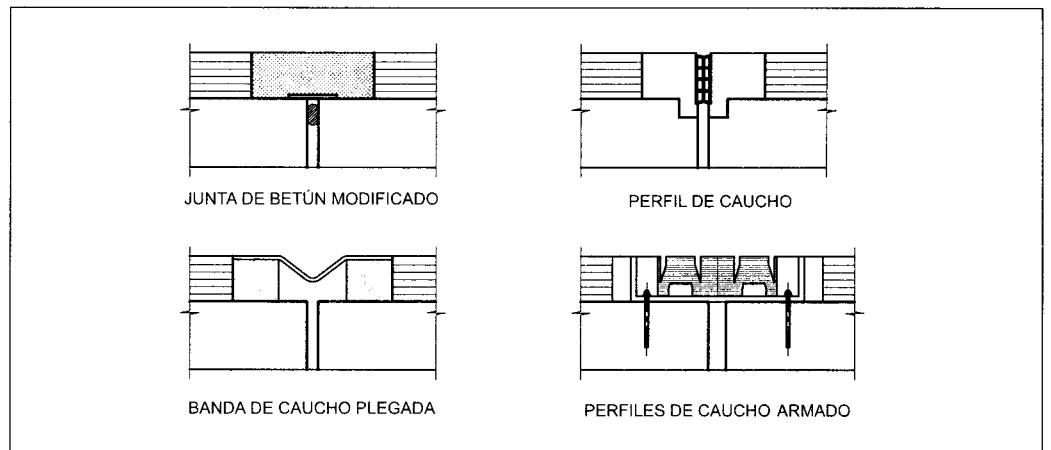 JUNTA DE BETÚN MODIFICADO
PERFIL DE CAUCHO
BANDA DE CAUCHO PLEGADA
PERFILES DE CAUCHO ARMADO